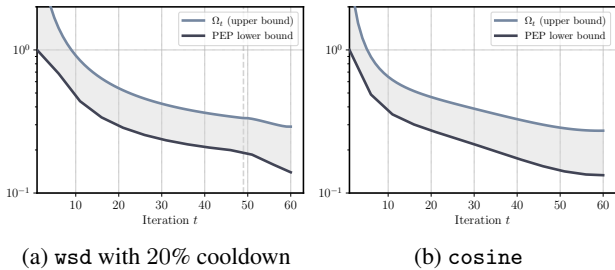 Ω_t (upper bound)
PEP lower bound
10^0
10^−1
10 20 30 40 50 60
Iteration t
(a) wsd with 20% cooldown
Ω_t (upper bound)
PEP lower bound
10^0
10^−1
10 20 30 40 50 60
Iteration t
(b) cosine